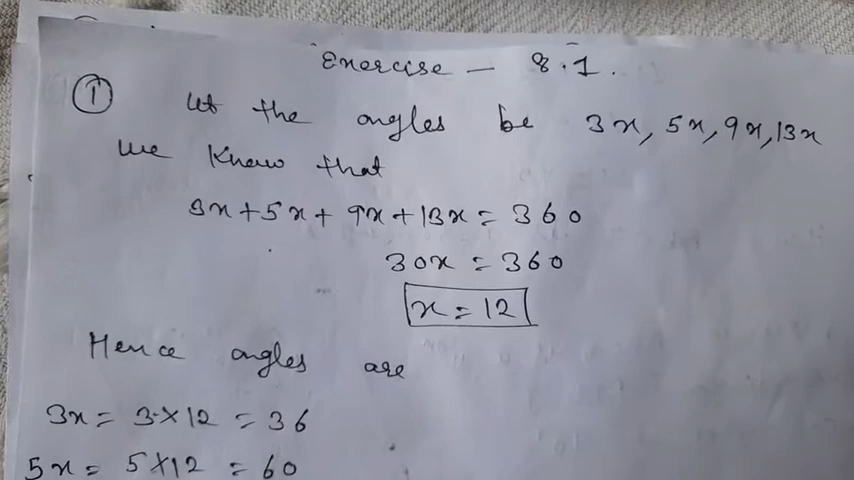 Exercise - 8.1.
① Let the angles be 3x, 5x, 9x, 13x
We know that
3x + 5x + 9x + 13x = 360
30x = 360
x = 12
Hence angles are
3x = 3 × 12 = 36
5x = 5 × 12 = 60